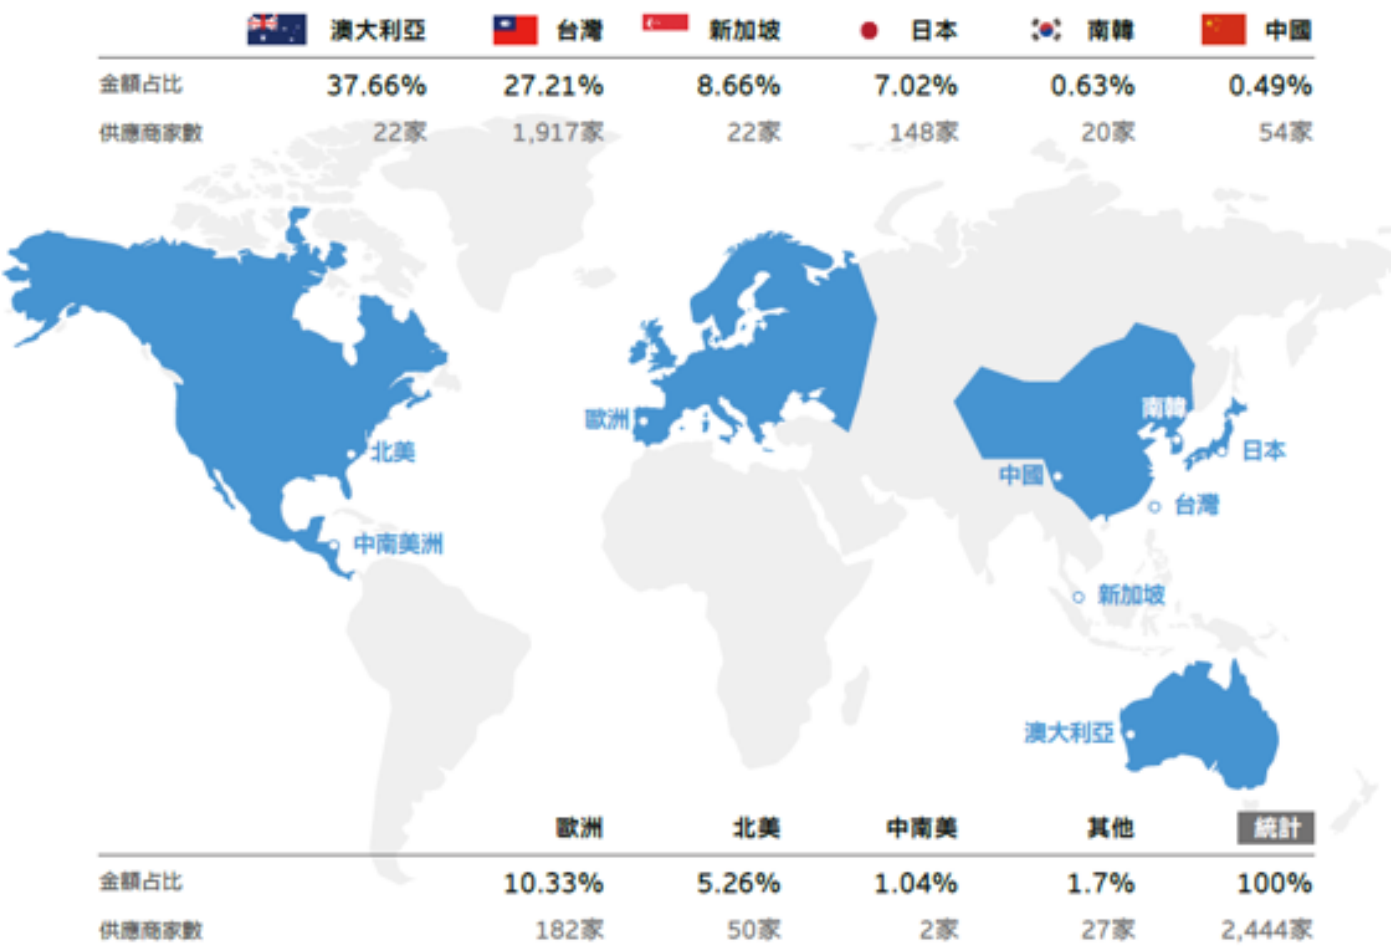 澳大利亞 台灣 新加坡 日本 南韓 中國
金額占比 37.66% 27.21% 8.66% 7.02% 0.63% 0.49%
供應商家數 22家 1,917家 22家 148家 20家 54家
南韓
歐洲
北美
日本
中國
台灣
中南美洲
新加坡
澳大利亞
歐洲 北美 中南美 其他 統計
金額占比 10.33% 5.26% 1.04% 1.7% 100%
供應商家數 182家 50家 2家 27家 2,444家